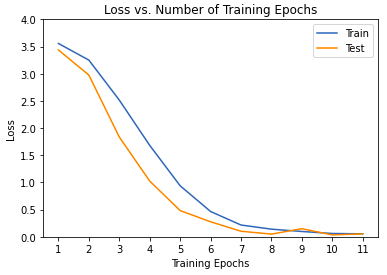 Loss vs. Number of Training Epochs
Train
Test
4.0
3.5
3.0
2.5
2.0
1.5
1.0
0.5
0.0
Loss
1 2 3 4 5 6 7 8 9 10 11
Training Epochs